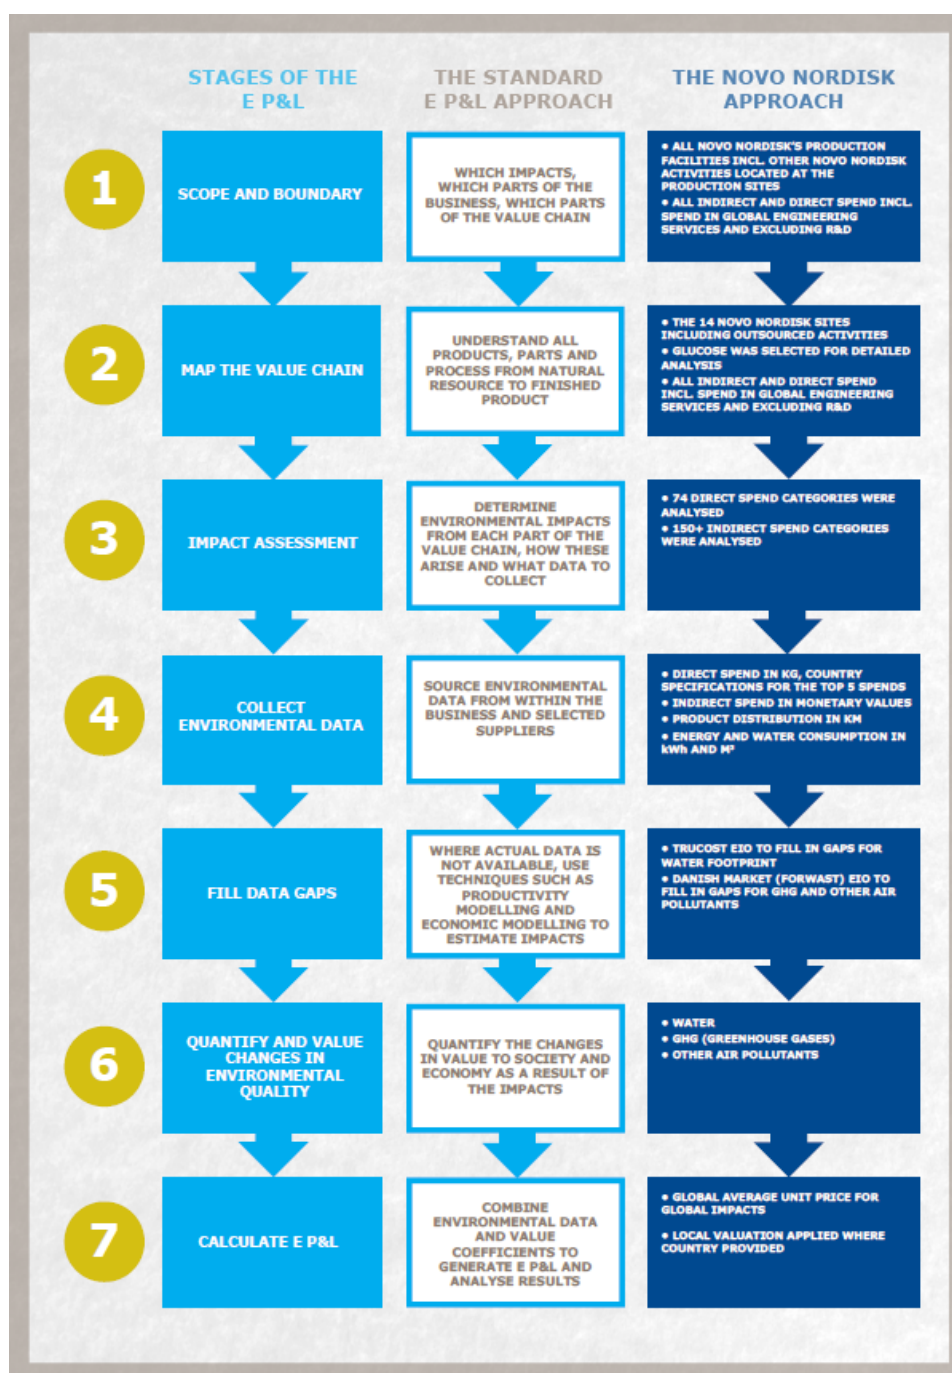 STAGES OF THE
E P&L
THE STANDARD
E P&L APPROACH
THE NOVO NORDISK
APPROACH
1
SCOPE AND BOUNDARY
WHICH IMPACTS,
WHICH PARTS OF THE
BUSINESS, WHICH PARTS
OF THE VALUE CHAIN
• ALL NOVO NORDISK'S PRODUCTION
FACILITIES INCL. OTHER NOVO NORDISK
ACTIVITIES LOCATED AT THE
PRODUCTION SITES
• ALL INDIRECT AND DIRECT SPEND INCL.
SPEND IN GLOBAL ENGINEERING
SERVICES AND EXCLUDING R&D
2
MAP THE VALUE CHAIN
UNDERSTAND ALL
PRODUCTS, PARTS AND
PROCESS FROM NATURAL
RESOURCE TO FINISHED
PRODUCT
• THE 14 NOVO NORDISK SITES
INCLUDING OUTSOURCED ACTIVITIES
• GLUCOSE WAS SELECTED FOR DETAILED
ANALYSIS
• ALL INDIRECT AND DIRECT SPEND
INCL. SPEND IN GLOBAL ENGINEERING
SERVICES AND EXCLUDING R&D
3
IMPACT ASSESSMENT
DETERMINE
ENVIRONMENTAL IMPACTS
FROM EACH PART OF THE
VALUE CHAIN, HOW THESE
ARISE AND WHAT DATA TO
COLLECT
• 74 DIRECT SPEND CATEGORIES WERE
ANALYSED
• 150+ INDIRECT SPEND CATEGORIES
WERE ANALYSED
4
COLLECT
ENVIRONMENTAL DATA
SOURCE ENVIRONMENTAL
DATA FROM WITHIN THE
BUSINESS AND SELECTED
SUPPLIERS
• DIRECT SPEND IN KG, COUNTRY
SPECIFICATIONS FOR THE TOP 5 SPENDS
• INDIRECT SPEND IN MONETARY VALUES
• PRODUCT DISTRIBUTION IN KM
• ENERGY AND WATER CONSUMPTION IN
kWh AND M³
5
FILL DATA GAPS
WHERE ACTUAL DATA IS
NOT AVAILABLE, USE
TECHNIQUES SUCH AS
PRODUCTIVITY
MODELLING AND
ECONOMIC MODELLING TO
ESTIMATE IMPACTS
• TRUCOST EIO TO FILL IN GAPS FOR
WATER FOOTPRINT
• DANISH MARKET (FORWAST) EIO TO
FILL IN GAPS FOR GHG AND OTHER AIR
POLLUTANTS
6
QUANTIFY AND VALUE
CHANGES IN
ENVIRONMENTAL
QUALITY
QUANTIFY THE CHANGES
IN VALUE TO SOCIETY AND
ECONOMY AS A RESULT OF
THE IMPACTS
• WATER
• GHG (GREENHOUSE GASES)
• OTHER AIR POLLUTANTS
7
CALCULATE E P&L
COMBINE
ENVIRONMENTAL DATA
AND VALUE
COEFFICIENTS TO
GENERATE E P&L AND
ANALYSE RESULTS
• GLOBAL AVERAGE UNIT PRICE FOR
GLOBAL IMPACTS
• LOCAL VALUATION APPLIED WHERE
COUNTRY PROVIDED